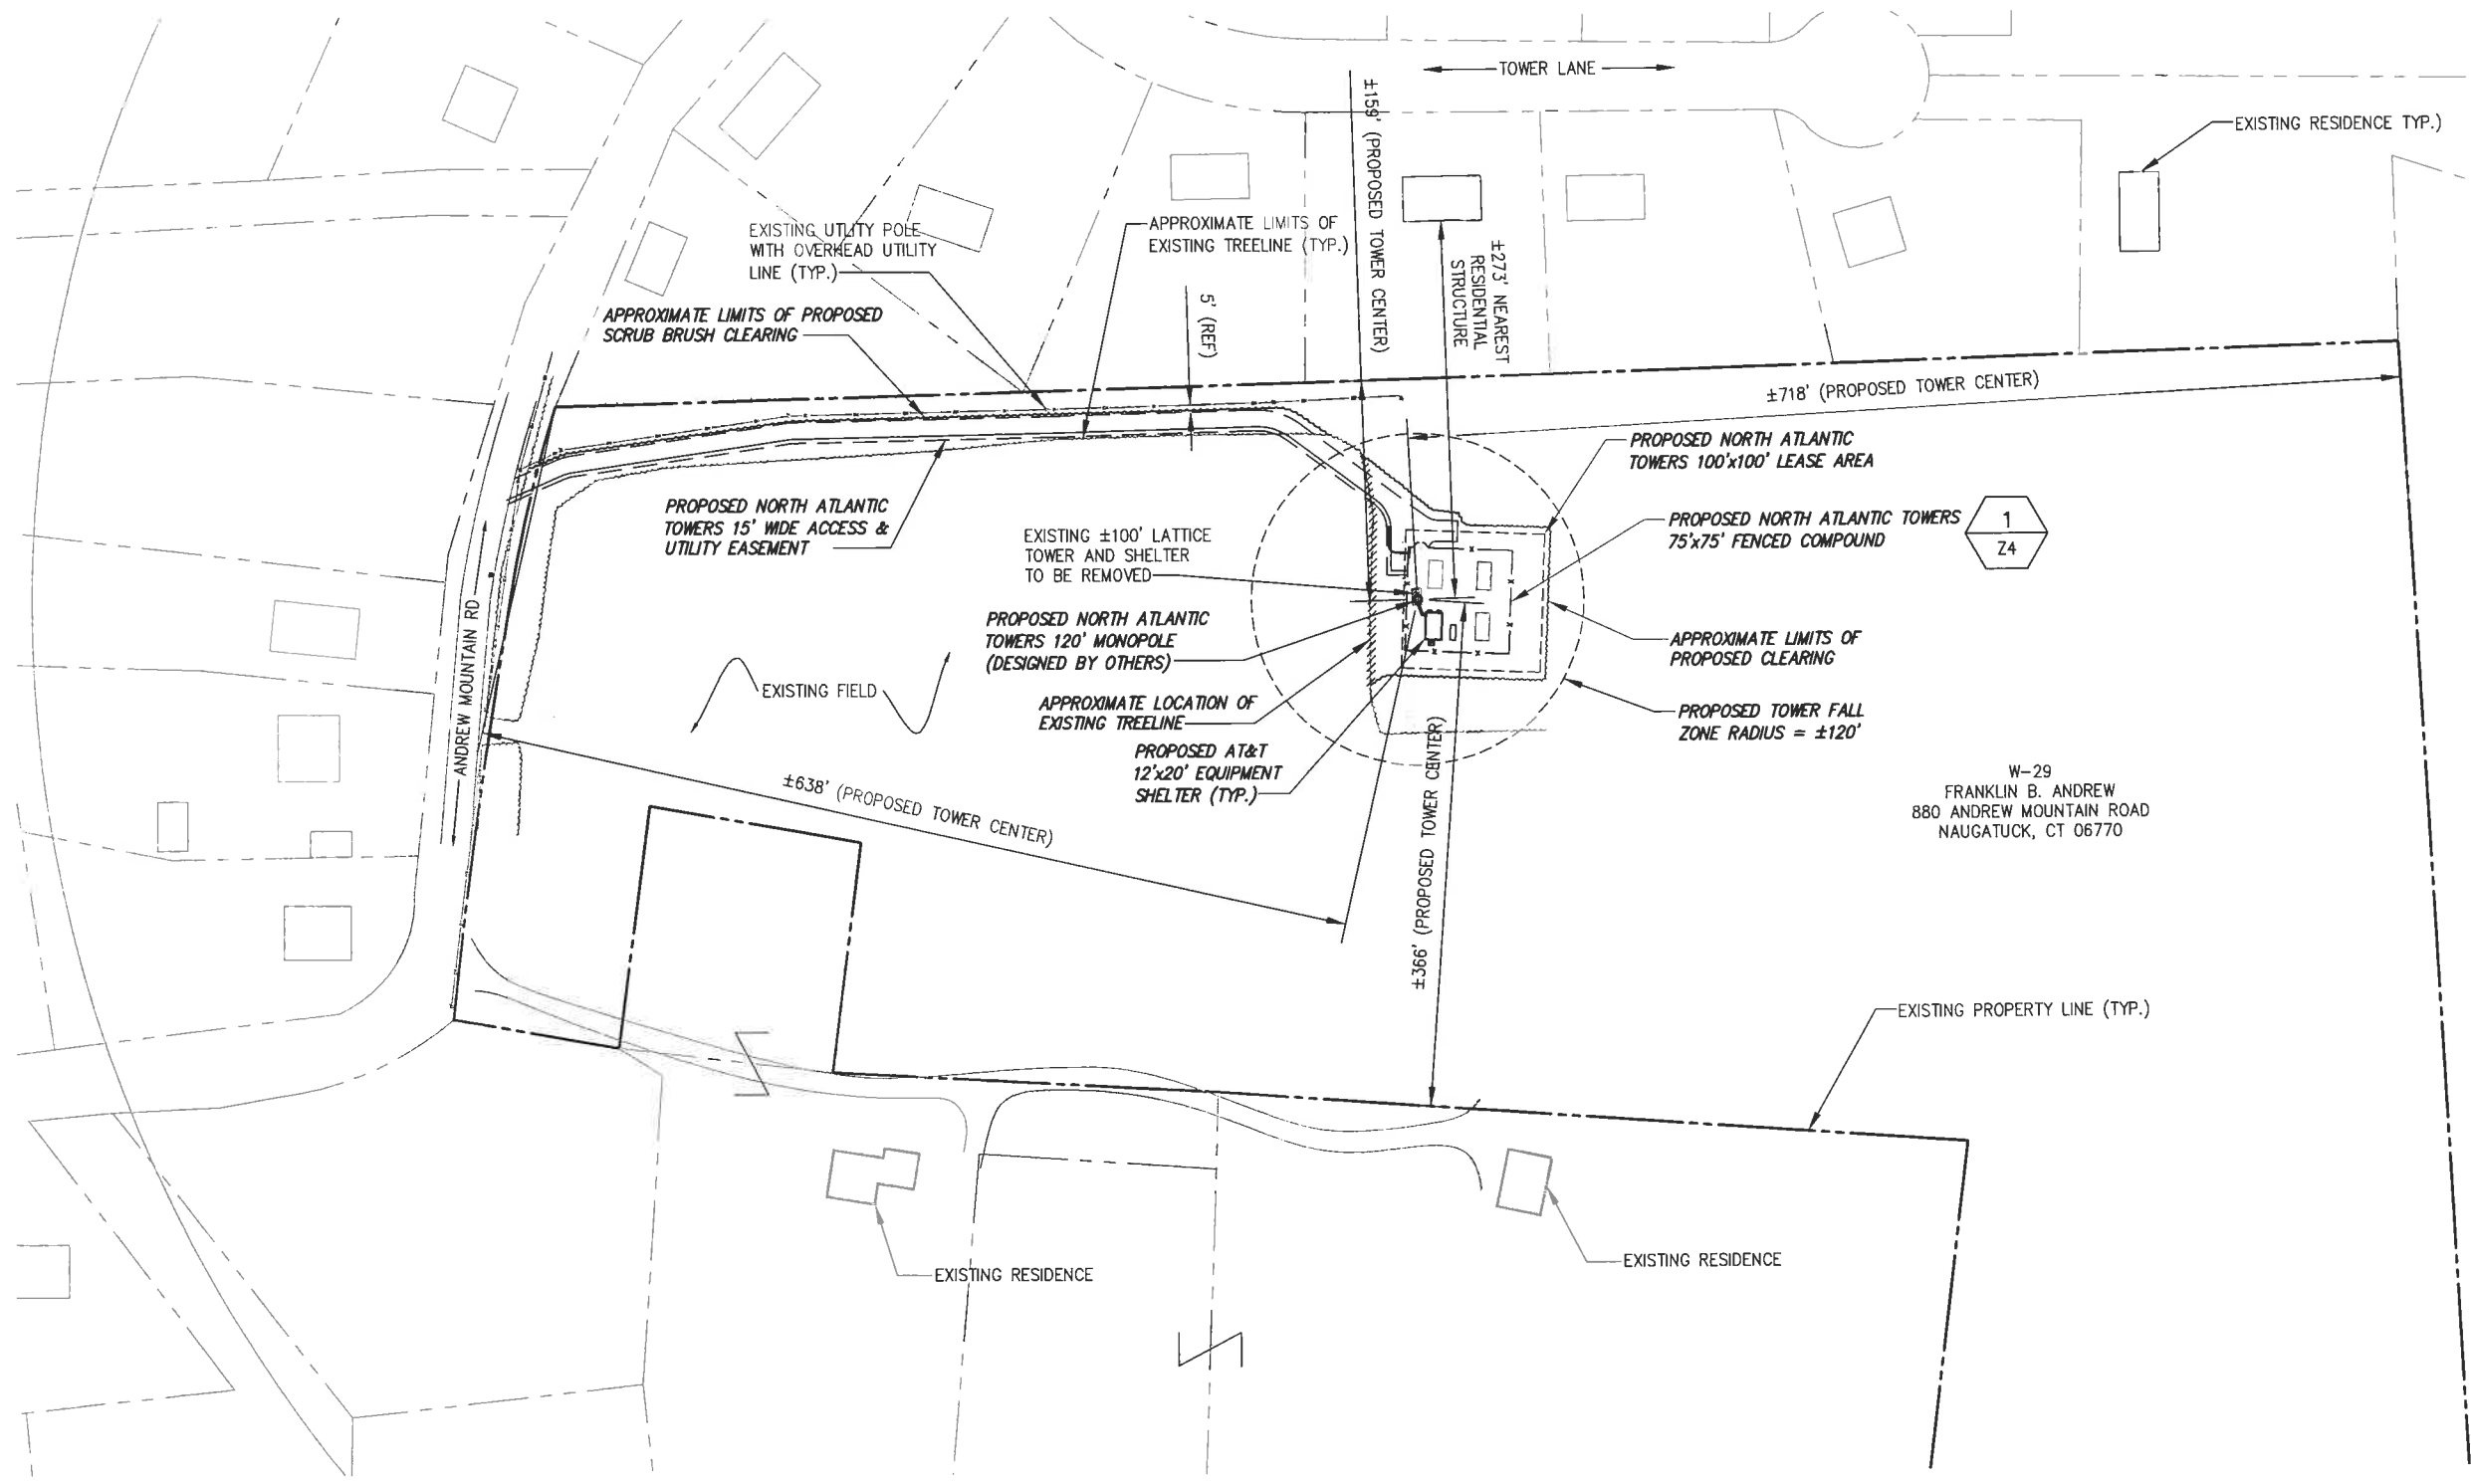 TOWER LANE
±159' (PROPOSED TOWER CENTER)
EXISTING RESIDENCE TYP.)
EXISTING UTILITY POLE
WITH OVERHEAD UTILITY
LINE (TYP.)
APPROXIMATE LIMITS OF
EXISTING TREELINE (TYP.)
±273' NEAREST
RESIDENTIAL
STRUCTURE
5' (REF)
APPROXIMATE LIMITS OF PROPOSED
SCRUB BRUSH CLEARING
±718' (PROPOSED TOWER CENTER)
PROPOSED NORTH ATLANTIC
TOWERS 100'x100' LEASE AREA
PROPOSED NORTH ATLANTIC
TOWERS 15' WIDE ACCESS &
UTILITY EASEMENT
EXISTING ±100' LATTICE
TOWER AND SHELTER
TO BE REMOVED
PROPOSED NORTH ATLANTIC TOWERS
75'x75' FENCED COMPOUND
1
Z4
ANDREW MOUNTAIN RD
PROPOSED NORTH ATLANTIC
TOWERS 120' MONOPOLE
(DESIGNED BY OTHERS)
APPROXIMATE LIMITS OF
PROPOSED CLEARING
EXISTING FIELD
APPROXIMATE LOCATION OF
EXISTING TREELINE
PROPOSED TOWER FALL
ZONE RADIUS = ±120'
PROPOSED AT&T
12'x20' EQUIPMENT
SHELTER (TYP.)
±638' (PROPOSED TOWER CENTER)
±366' (PROPOSED TOWER CENTER)
W-29
FRANKLIN B. ANDREW
880 ANDREW MOUNTAIN ROAD
NAUGATUCK, CT 06770
EXISTING PROPERTY LINE (TYP.)
EXISTING RESIDENCE
EXISTING RESIDENCE